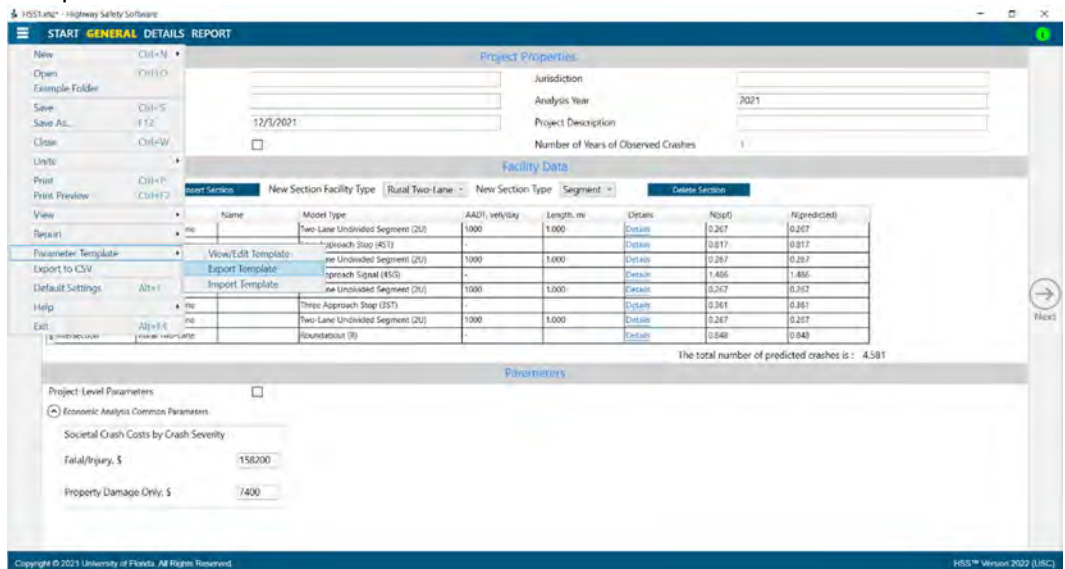 HSS1.xhz* - Highway Safety Software
START GENERAL DETAILS REPORT
New Ctrl+N
Project Properties
Open Ctrl+O
Example Folder
Jurisdiction
Save Ctrl+S
Analysis Year 2021
Save As... F12
12/3/2021
Project Description
Close Ctrl+W
Number of Years of Observed Crashes 1
Units
Facility Data
Print Ctrl+P
Print Preview Ctrl+F2
Insert Section New Section Facility Type Rural Two-Lane New Section Type Segment Delete Section
View
Name Model Type AADT, veh/day Length, mi Details N(spf) N(predicted)
Report
Two-Lane Undivided Segment (2U) 1000 1.000 Details 0.267 0.267
Approach Stop (4ST) - Details 0.817 0.817
Parameter Template
View/Edit Template
ne Undivided Segment (2U) 1000 1.000 Details 0.267 0.267
Export to CSV
Export Template
pproach Signal (4SG) - Details 1.486 1.486
Default Settings
Import Template
ne Undivided Segment (2U) 1000 1.000 Details 0.267 0.267
Help
Three Approach Stop (3ST) - Details 0.361 0.361
Two-Lane Undivided Segment (2U) 1000 1.000 Details 0.267 0.267
Exit Alt+F4
Roundabout (R) - Details 0.848 0.848
Next
The total number of predicted crashes is : 4.581
Parameters
Project-Level Parameters
Economic Analysis Common Parameters
Societal Crash Costs by Crash Severity
Fatal/Injury, $ 158200
Property Damage Only, $ 7400
Copyright © 2021 University of Florida. All Rights Reserved.
HSS™ Version 2022 (USC)